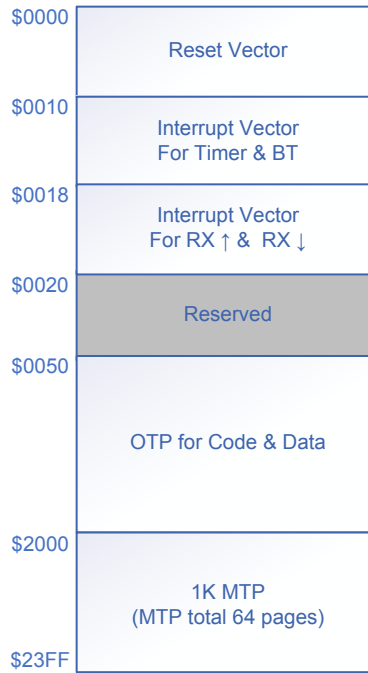 $0000
Reset Vector
$0010
Interrupt Vector
For Timer & BT
$0018
Interrupt Vector
For RX ↑ & RX ↓
$0020
Reserved
$0050
OTP for Code & Data
$2000
1K MTP
(MTP total 64 pages)
$23FF